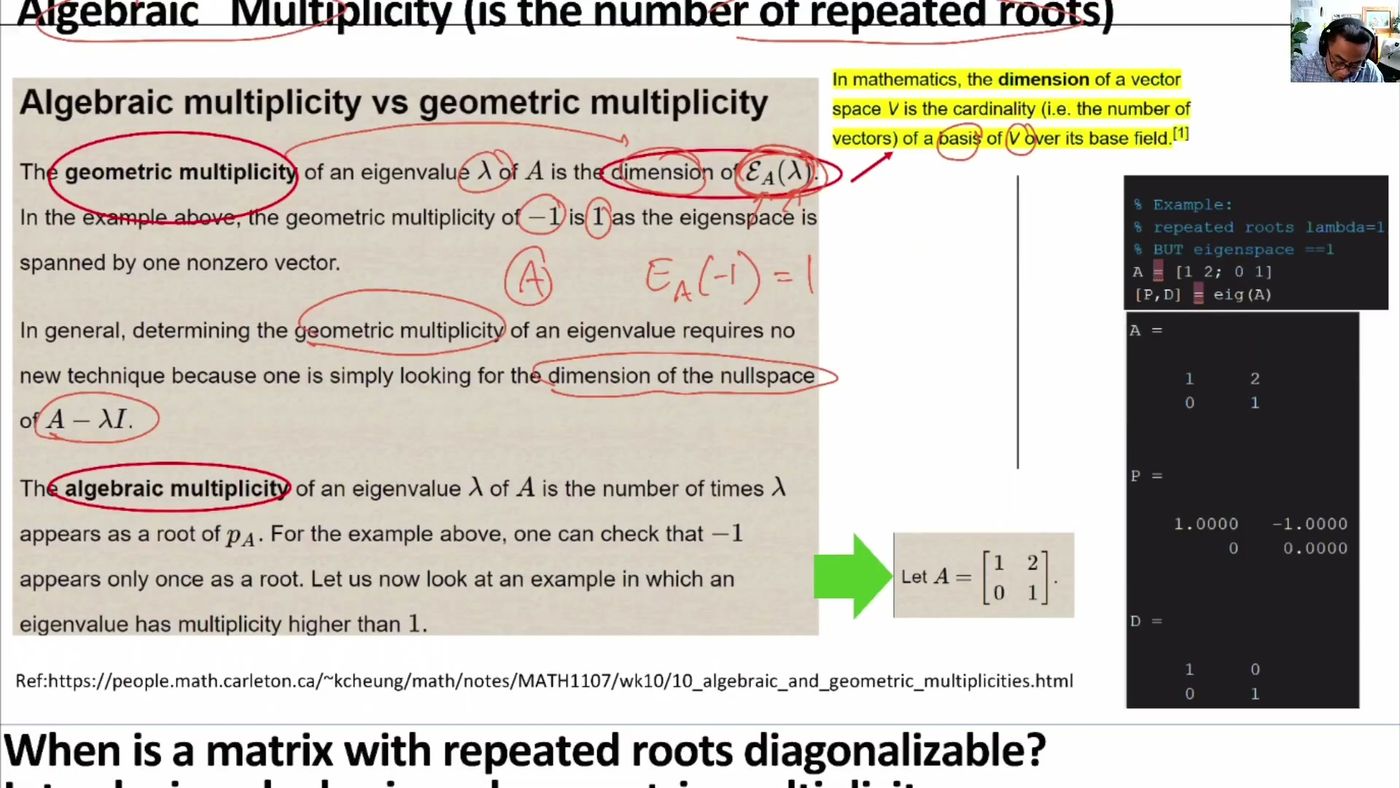 Algebraic Multiplicity (is the number of repeated roots)
Algebraic multiplicity vs geometric multiplicity
The geometric multiplicity of an eigenvalue λ of A is the dimension of ℰ_A(λ).
In the example above, the geometric multiplicity of −1 is 1 as the eigenspace is
spanned by one nonzero vector.
A E_A(-1) = 1
In general, determining the geometric multiplicity of an eigenvalue requires no
new technique because one is simply looking for the dimension of the nullspace
of A − λI.
The algebraic multiplicity of an eigenvalue λ of A is the number of times λ
appears as a root of p_A. For the example above, one can check that −1
appears only once as a root. Let us now look at an example in which an
eigenvalue has multiplicity higher than 1.
In mathematics, the dimension of a vector
space V is the cardinality (i.e. the number of
vectors) of a basis of V over its base field.[1]
Let A = [1 2
0 1].
% Example:
% repeated roots lambda=1
% BUT eigenspace ==1
A = [1 2; 0 1]
[P,D] = eig(A)
A =
1 2
0 1
P =
1.0000 -1.0000
0 0.0000
D =
1 0
0 1
Ref:https://people.math.carleton.ca/~kcheung/math/notes/MATH1107/wk10/10_algebraic_and_geometric_multiplicities.html
When is a matrix with repeated roots diagonalizable?